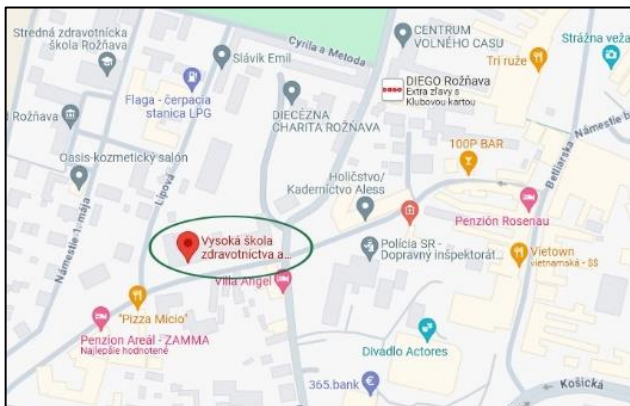 Stredná zdravotnícka
škola Rožňava
Slávik Emil
Cyrila a Metoda
CENTRUM
VOĽNÉHO ČASU
Tri ruže
Strážna veža
DIEGO Rožňava
Extra zľavy s
Klubovou kartou
Flaga - čerpacia
stanica LPG
DIECÉZNA
CHARITA ROŽŇAVA
Rožňava
Betliarska
Námestie b
100P BAR
Oasis-kozmetický salón
Lipová
Holičstvo/
Kaderníctvo Aless
Penzión Rosenau
Námestie 1. mája
Vysoká škola
zdravotníctva a...
Polícia SR -
Dopravný inšpektorát...
Vietown
vietnamská - $$
Villa Angel
"Pizza Micio"
Penzion Areál - ZAMMA
Najlepšie hodnotené
Divadlo Actores
365.bank
Košická